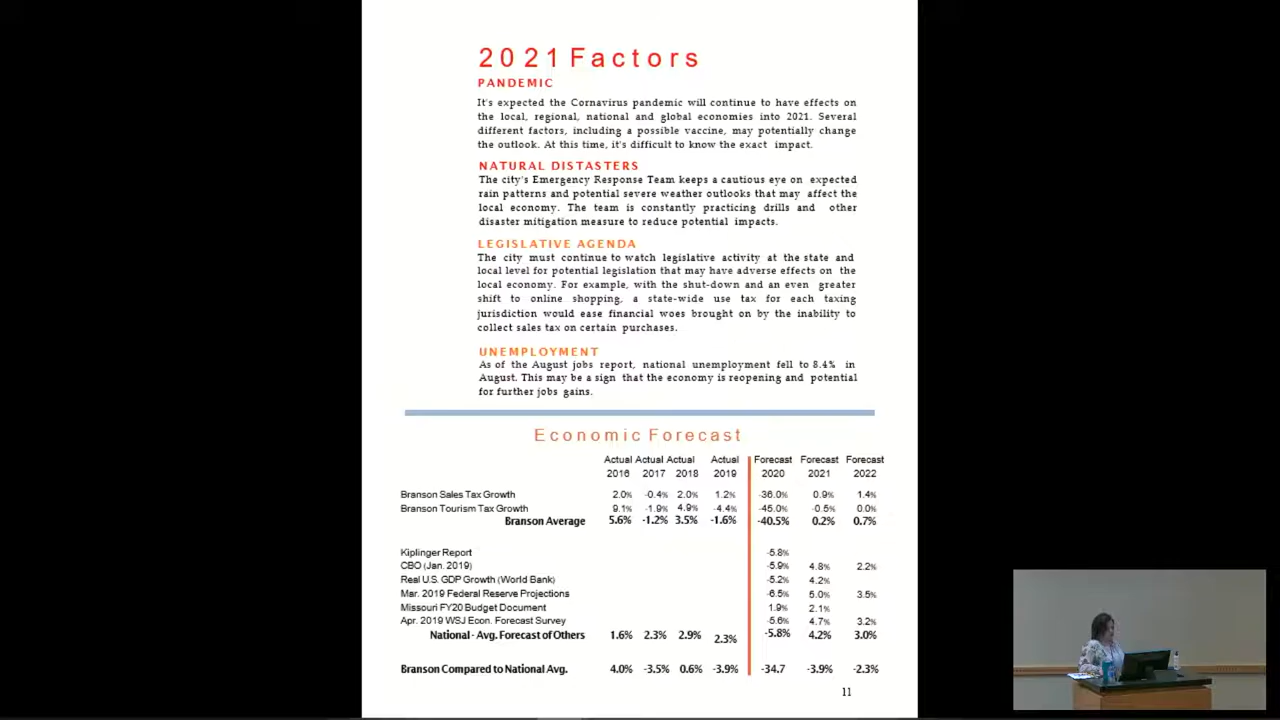 2021 Factors
PANDEMIC
It's expected the Cornavirus pandemic will continue to have effects on
the local, regional, national and global economies into 2021. Several
different factors, including a possible vaccine, may potentially change
the outlook. At this time, it's difficult to know the exact impact.
NATURAL DISTASTERS
The city's Emergency Response Team keeps a cautious eye on expected
rain patterns and potential severe weather outlooks that may affect the
local economy. The team is constantly practicing drills and other
disaster mitigation measure to reduce potential impacts.
LEGISLATIVE AGENDA
The city must continue to watch legislative activity at the state and
local level for potential legislation that may have adverse effects on the
local economy. For example, with the shut-down and an even greater
shift to online shopping, a state-wide use tax for each taxing
jurisdiction would ease financial woes brought on by the inability to
collect sales tax on certain purchases.
UNEMPLOYMENT
As of the August jobs report, national unemployment fell to 8.4% in
August. This may be a sign that the economy is reopening and potential
for further jobs gains.
Economic Forecast
Actual Actual Actual Actual Forecast Forecast Forecast
2016 2017 2018 2019 2020 2021 2022
Branson Sales Tax Growth 2.0% -0.4% 2.0% 1.2% -36.0% 0.9% 1.4%
Branson Tourism Tax Growth 9.1% -1.9% 4.9% -4.4% -45.0% -0.5% 0.0%
Branson Average 5.6% -1.2% 3.5% -1.6% -40.5% 0.2% 0.7%
Kiplinger Report -5.8%
CBO (Jan. 2019) -5.9% 4.8% 2.2%
Real U.S. GDP Growth (World Bank) -5.2% 4.2%
Mar. 2019 Federal Reserve Projections -6.5% 5.0% 3.5%
Missouri FY20 Budget Document 1.9% 2.1%
Apr. 2019 WSJ Econ. Forecast Survey -5.6% 4.7% 3.2%
National - Avg. Forecast of Others 1.6% 2.3% 2.9% 2.3% -5.8% 4.2% 3.0%
Branson Compared to National Avg. 4.0% -3.5% 0.6% -3.9% -34.7 -3.9% -2.3%
11